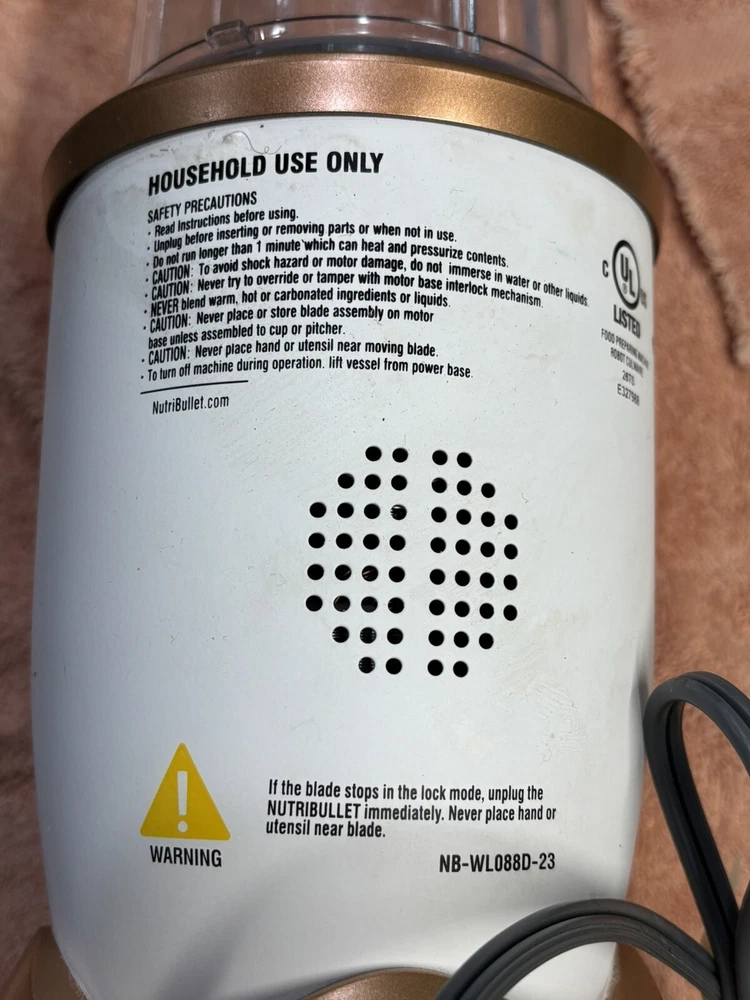 HOUSEHOLD USE ONLY
SAFETY PRECAUTIONS
· Read Instructions before using.
· Unplug before inserting or removing parts or when not in use.
· Do not run longer than 1 minute which can heat and pressurize contents.
· CAUTION: To avoid shock hazard or motor damage, do not immerse in water or other liquids.
· CAUTION: Never try to override or tamper with motor base interlock mechanism.
· NEVER blend warm, hot or carbonated ingredients or liquids.
· CAUTION: Never place or store blade assembly on motor
base unless assembled to cup or pitcher.
· CAUTION: Never place hand or utensil near moving blade.
· To turn off machine during operation. lift vessel from power base.
NutriBullet.com
C UL
LISTED
FOOD PREPARING
E327988
If the blade stops in the lock mode, unplug the
NUTRIBULLET immediately. Never place hand or
utensil near blade.
WARNING
NB-WL088D-23